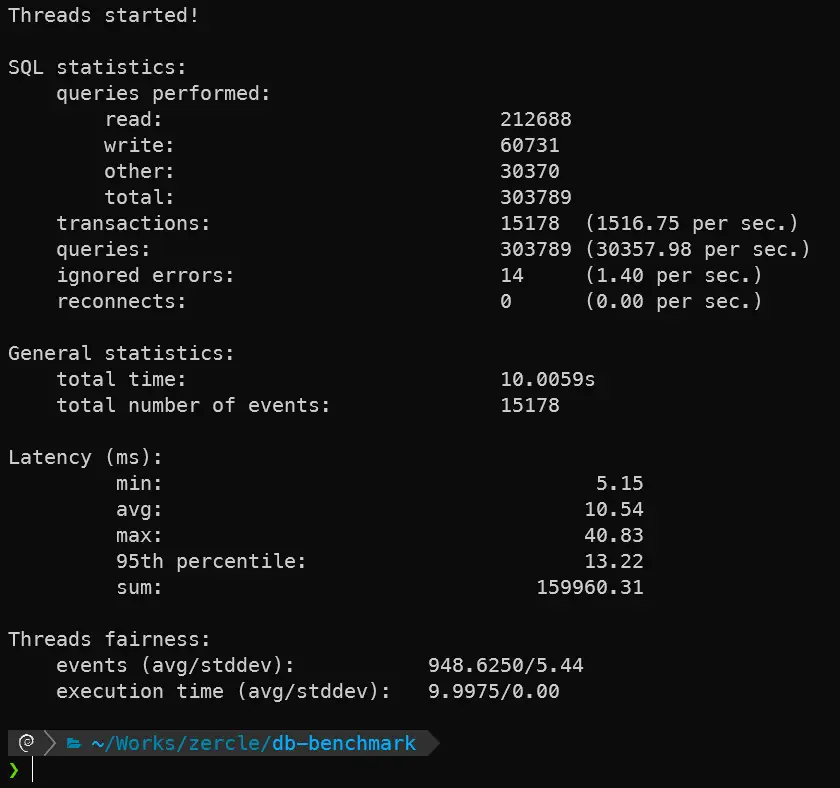 Threads started!
SQL statistics:
queries performed:
read: 212688
write: 60731
other: 30370
total: 303789
transactions: 15178 (1516.75 per sec.)
queries: 303789 (30357.98 per sec.)
ignored errors: 14 (1.40 per sec.)
reconnects: 0 (0.00 per sec.)
General statistics:
total time: 10.0059s
total number of events: 15178
Latency (ms):
min: 5.15
avg: 10.54
max: 40.83
95th percentile: 13.22
sum: 159960.31
Threads fairness:
events (avg/stddev): 948.6250/5.44
execution time (avg/stddev): 9.9975/0.00
~/Works/zercle/db-benchmark
❯